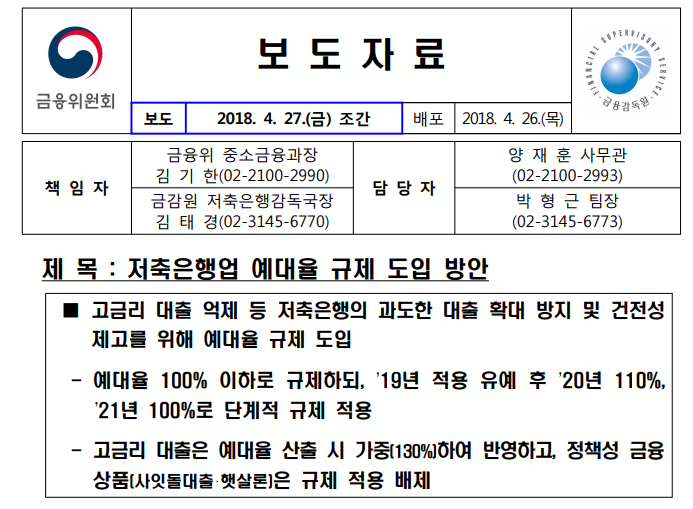 보 도 자 료
금융위원회
FINANCIAL SUPERVISORY SERVICE
·금융감독원·
보도 2018. 4. 27.(금) 조간 배포 2018. 4. 26.(목)
책 임 자
금융위 중소금융과장
김 기 한(02-2100-2990)
금감원 저축은행감독국장
김 태 경(02-3145-6770)
담 당 자
양 재 훈 사무관
(02-2100-2993)
박 형 근 팀장
(02-3145-6773)
제 목 : 저축은행업 예대율 규제 도입 방안
■ 고금리 대출 억제 등 저축은행의 과도한 대출 확대 방지 및 건전성
제고를 위해 예대율 규제 도입
- 예대율 100% 이하로 규제하되, ’19년 적용 유예 후 ’20년 110%,
’21년 100%로 단계적 규제 적용
- 고금리 대출은 예대율 산출 시 가중(130%)하여 반영하고, 정책성 금융
상품(사잇돌대출·햇살론)은 규제 적용 배제